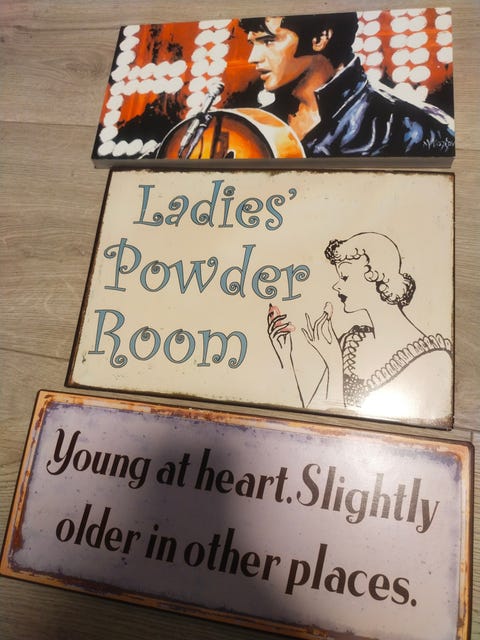 Ladies'
Powder
Room
Young at heart. Slightly
older in other places.